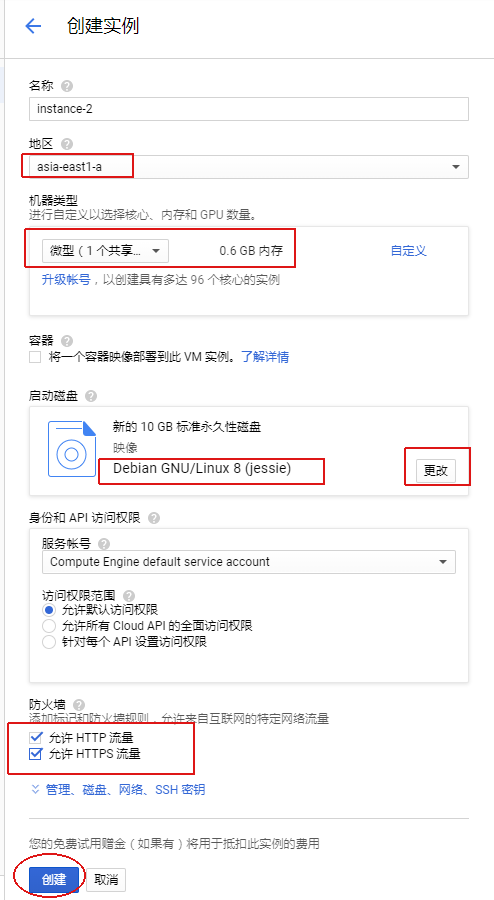 创建实例
名称
instance-2
地区
asia-east1-a
机器类型
进行自定义以选择核心、内存和 GPU 数量。
微型（1 个共享... 0.6 GB 内存 自定义
升级帐号，以创建具有多达 96 个核心的实例
容器
将一个容器映像部署到此 VM 实例。了解详情
启动磁盘
新的 10 GB 标准永久性磁盘
映像
Debian GNU/Linux 8 (jessie)
更改
身份和 API 访问权限
服务帐号
Compute Engine default service account
访问权限范围
允许默认访问权限
允许所有 Cloud API 的全面访问权限
针对每个 API 设置访问权限
防火墙
添加标记和防火墙规则，允许来自互联网的特定网络流量
允许 HTTP 流量
允许 HTTPS 流量
管理、磁盘、网络、SSH 密钥
您的免费试用赠金（如果有）将用于抵扣此实例的费用
创建 取消